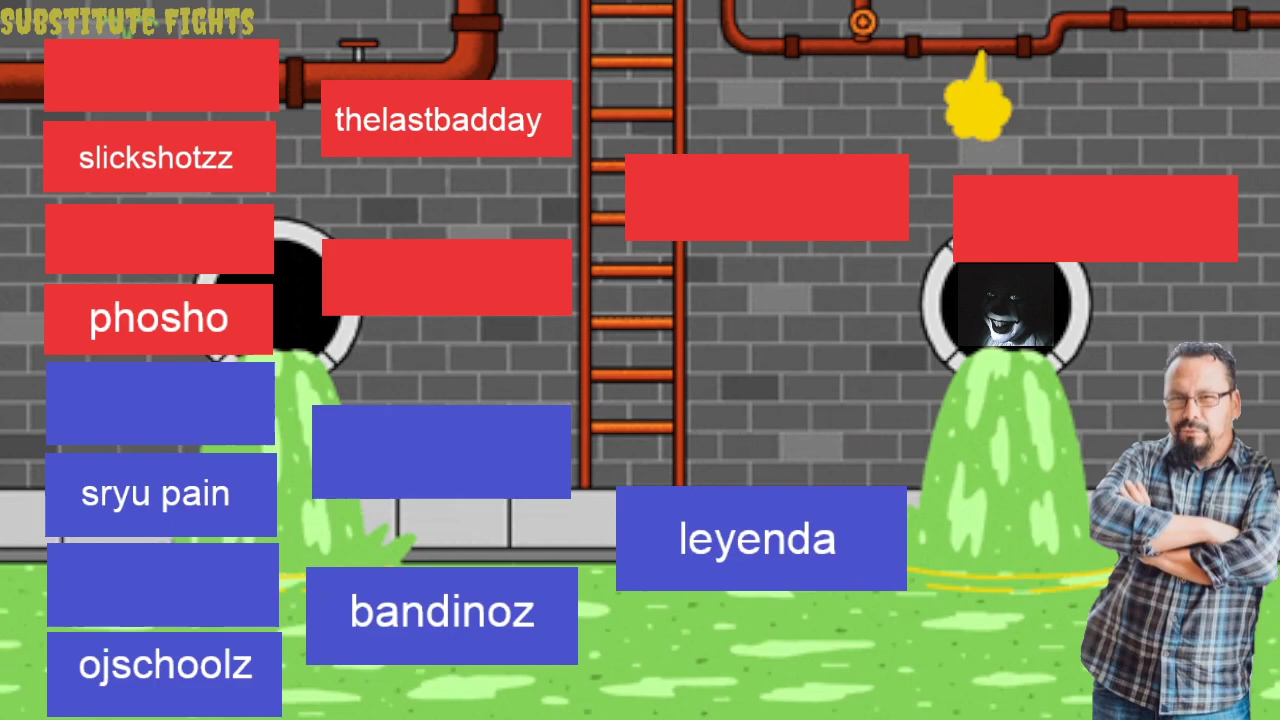 SUBSTITUTE FIGHTS
thelastbadday
slickshotzz
phosho
sryu pain
leyenda
bandinoz
ojschoolz